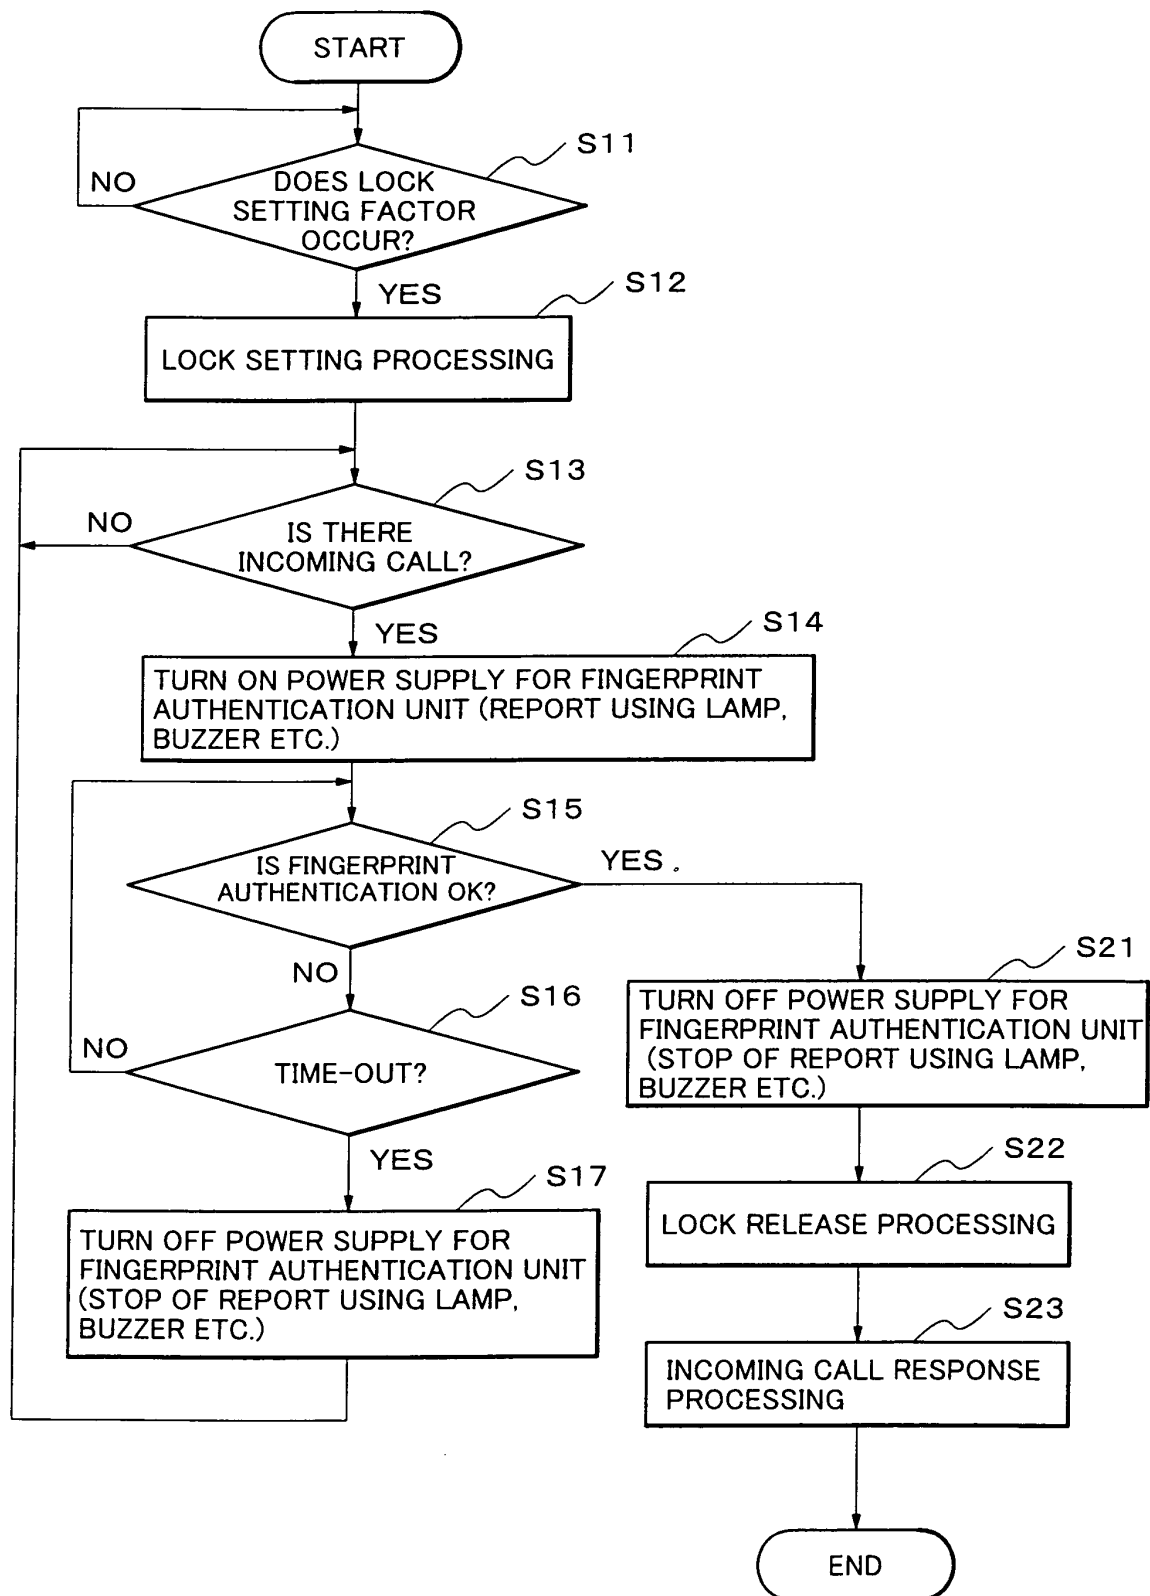 START
S11
NO
DOES LOCK
SETTING FACTOR
OCCUR?
YES
S12
LOCK SETTING PROCESSING
S13
NO
IS THERE
INCOMING CALL?
YES
S14
TURN ON POWER SUPPLY FOR FINGERPRINT
AUTHENTICATION UNIT (REPORT USING LAMP,
BUZZER ETC.)
S15
IS FINGERPRINT
AUTHENTICATION OK?
YES
NO
S16
NO
TIME-OUT?
YES
S17
TURN OFF POWER SUPPLY FOR
FINGERPRINT AUTHENTICATION UNIT
(STOP OF REPORT USING LAMP,
BUZZER ETC.)
S21
TURN OFF POWER SUPPLY FOR
FINGERPRINT AUTHENTICATION UNIT
(STOP OF REPORT USING LAMP,
BUZZER ETC.)
S22
LOCK RELEASE PROCESSING
S23
INCOMING CALL RESPONSE
PROCESSING
END